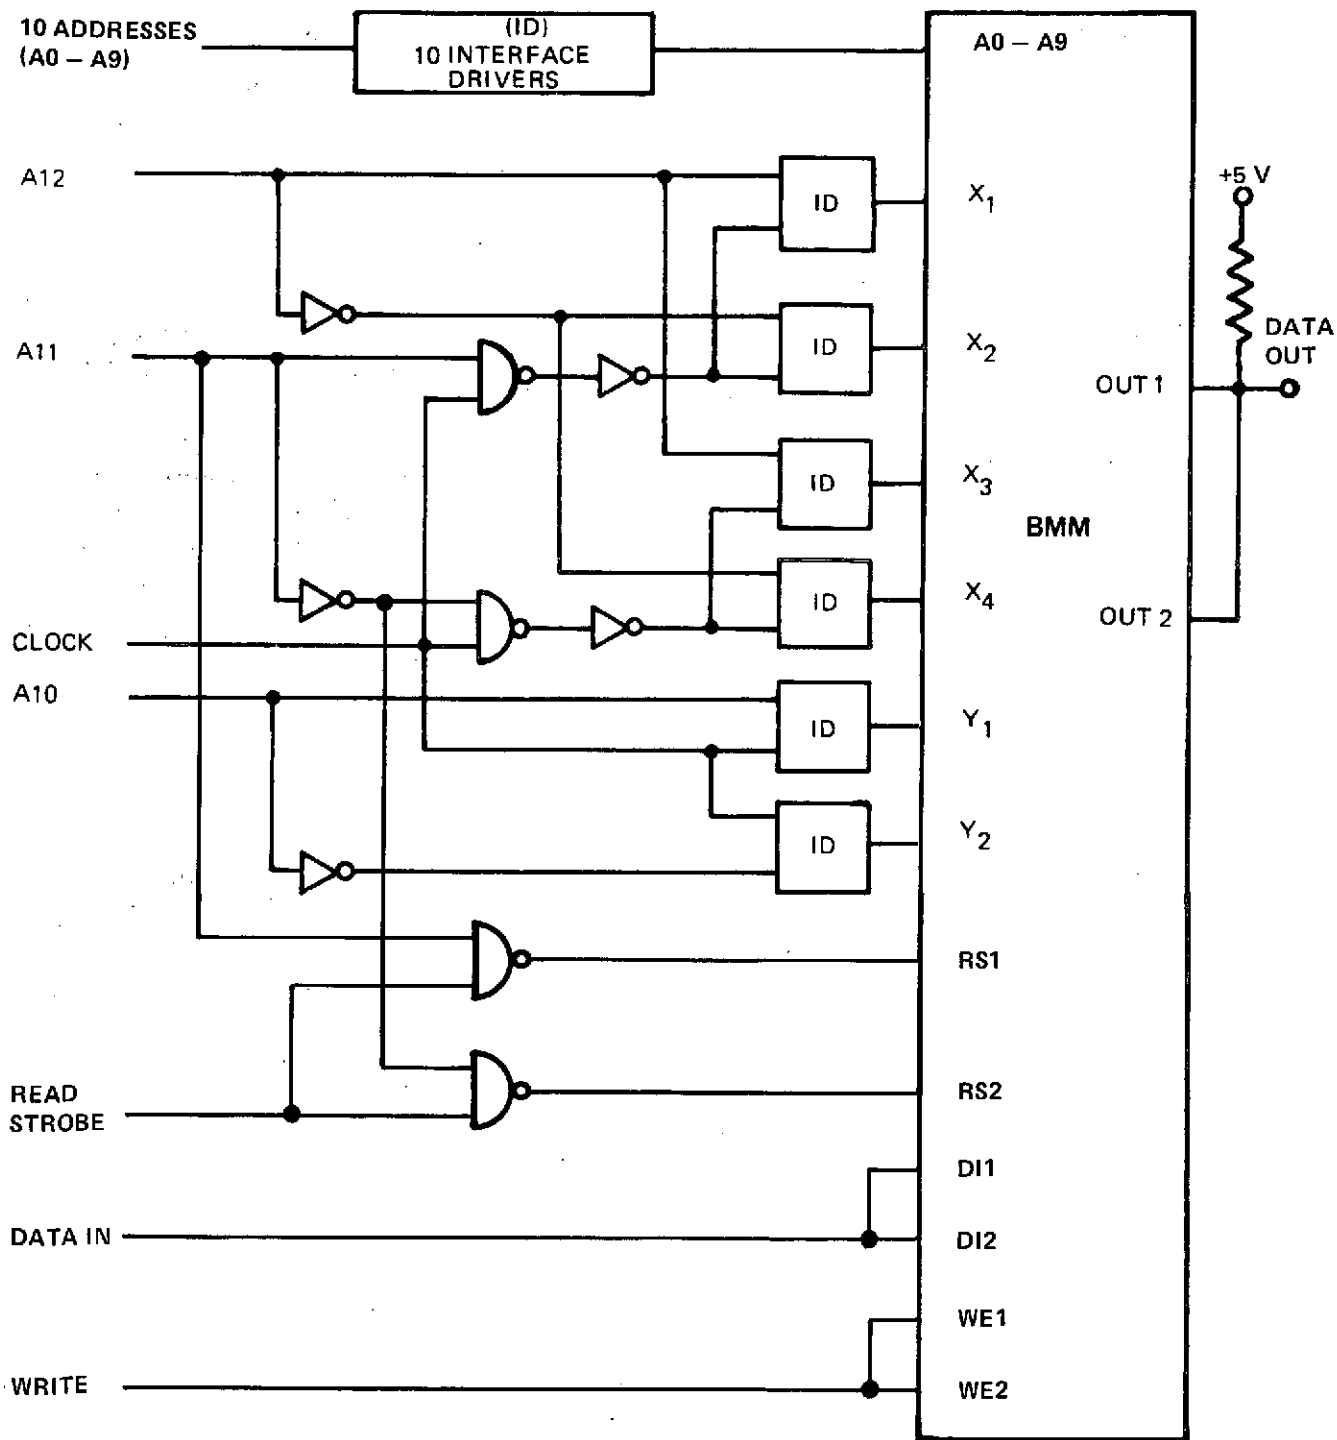 10 ADDRESSES
(A0 – A9)
(ID)
10 INTERFACE
DRIVERS
A0 – A9
A12
ID
X1
+5 V
ID
X2
DATA
OUT
A11
OUT 1
ID
X3
BMM
ID
X4
OUT 2
CLOCK
A10
ID
Y1
ID
Y2
RS1
READ
STROBE
RS2
DI1
DATA IN
DI2
WE1
WRITE
WE2